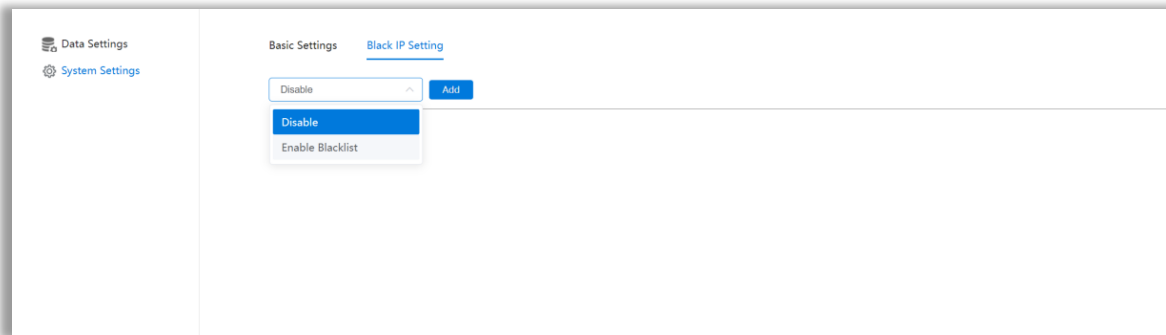 Data Settings
System Settings
Basic Settings Black IP Setting
Disable Add
Disable
Enable Blacklist